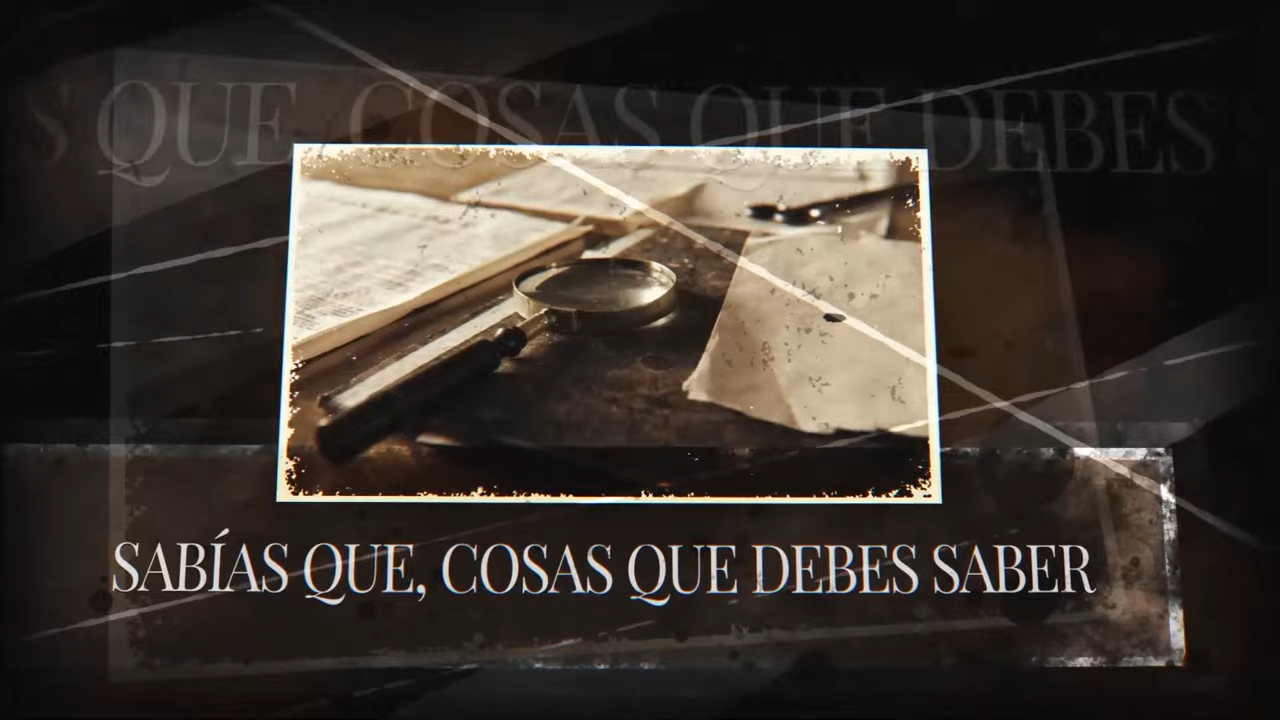 S QUE, COSAS QUE DEBES S
SABÍAS QUE, COSAS QUE DEBES SABER